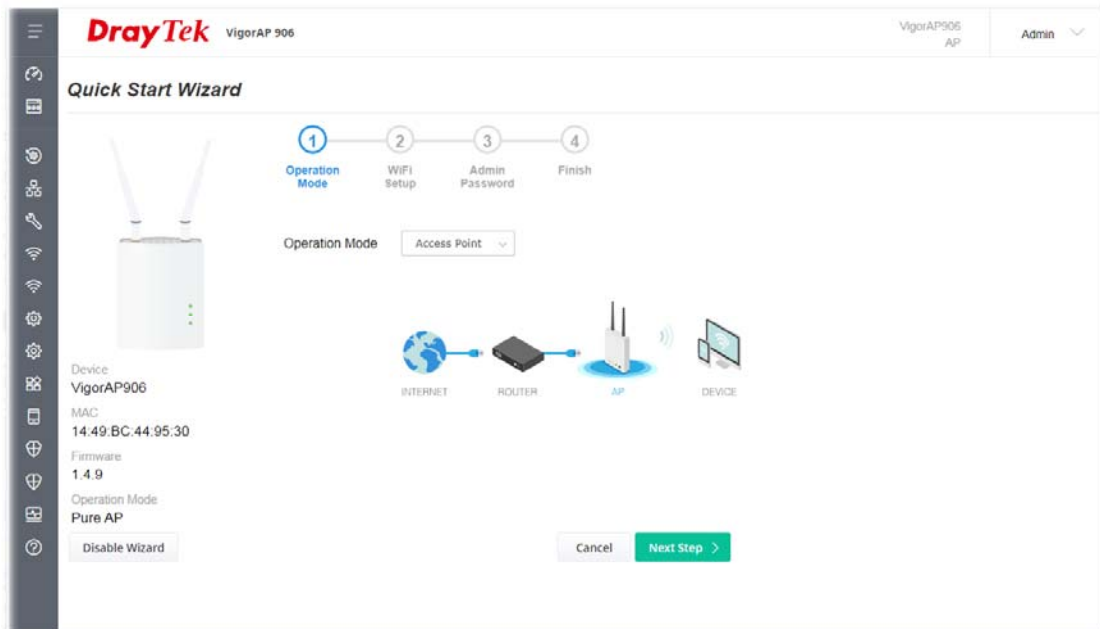 DrayTek VigorAP 906
VigorAP906
AP
Admin
Quick Start Wizard
1 2 3 4
Operation Mode
WiFi Setup
Admin Password
Finish
Operation Mode Access Point
INTERNET ROUTER AP DEVICE
Device
VigorAP906
MAC
14:49:BC:44:95:30
Firmware
1.4.9
Operation Mode
Pure AP
Disable Wizard Cancel Next Step